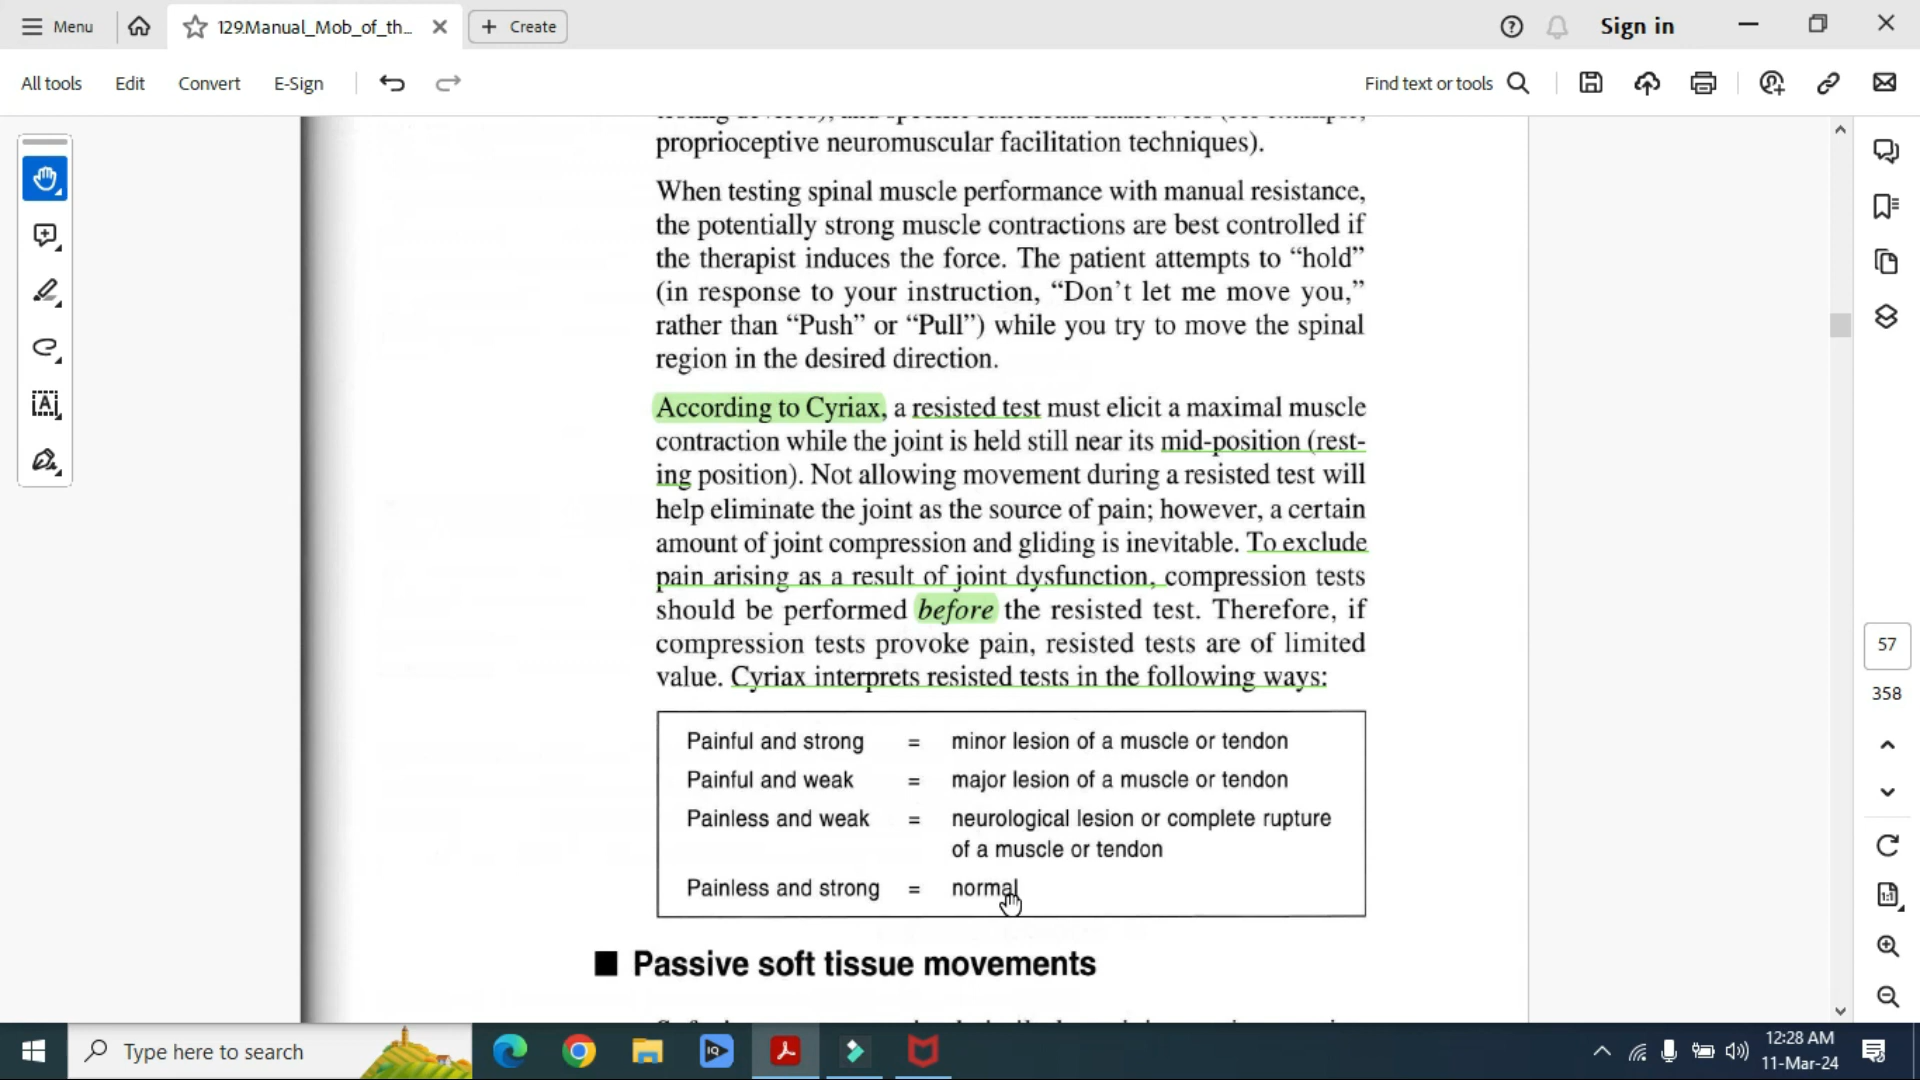 Menu
129.Manual_Mob_of_th...
Create
Sign in
All tools
Edit
Convert
E-Sign
Find text or tools
proprioceptive neuromuscular facilitation techniques).
When testing spinal muscle performance with manual resistance,
the potentially strong muscle contractions are best controlled if
the therapist induces the force. The patient attempts to “hold”
(in response to your instruction, “Don’t let me move you,”
rather than “Push” or “Pull”) while you try to move the spinal
region in the desired direction.
According to Cyriax, a resisted test must elicit a maximal muscle
contraction while the joint is held still near its mid-position (rest-
ing position). Not allowing movement during a resisted test will
help eliminate the joint as the source of pain; however, a certain
amount of joint compression and gliding is inevitable. To exclude
pain arising as a result of joint dysfunction, compression tests
should be performed before the resisted test. Therefore, if
compression tests provoke pain, resisted tests are of limited
value. Cyriax interprets resisted tests in the following ways:
Painful and strong = minor lesion of a muscle or tendon
Painful and weak = major lesion of a muscle or tendon
Painless and weak = neurological lesion or complete rupture
of a muscle or tendon
Painless and strong = normal
■ Passive soft tissue movements
57
358
Type here to search
12:28 AM
11-Mar-24